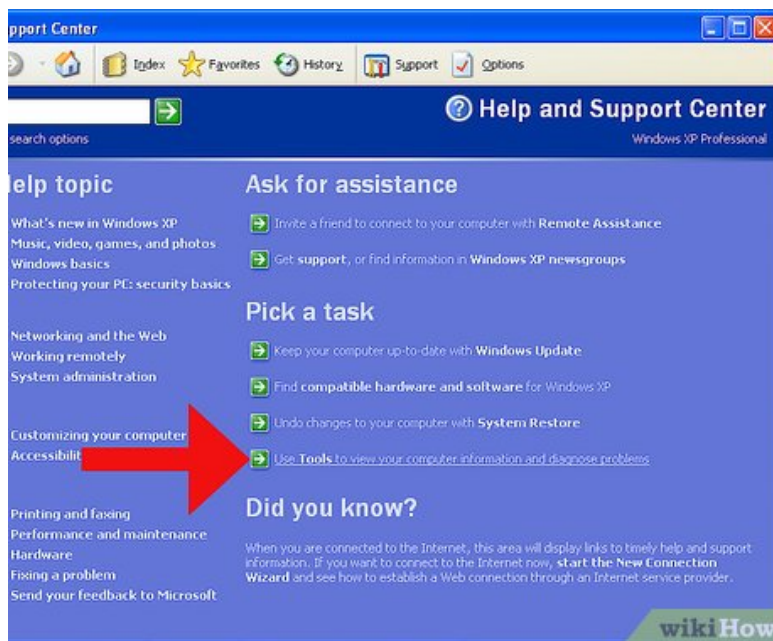 pport Center
Index
Favorites
History
Support
Options
search options
Help and Support Center
Windows XP Professional
elp topic
What's new in Windows XP
Music, video, games, and photos
Windows basics
Protecting your PC: security basics
Networking and the Web
Working remotely
System administration
Customizing your computer
Accessibilit
Printing and faxing
Performance and maintenance
Hardware
Fixing a problem
Send your feedback to Microsoft
Ask for assistance
Invite a friend to connect to your computer with Remote Assistance
Get support, or find information in Windows XP newsgroups
Pick a task
Keep your computer up-to-date with Windows Update
Find compatible hardware and software for Windows XP
Undo changes to your computer with System Restore
Use Tools to view your computer information and diagnose problems
Did you know?
When you are connected to the Internet, this area will display links to timely help and support
information. If you want to connect to the Internet now, start the New Connection
Wizard and see how to establish a Web connection through an Internet service provider.
wikiHow